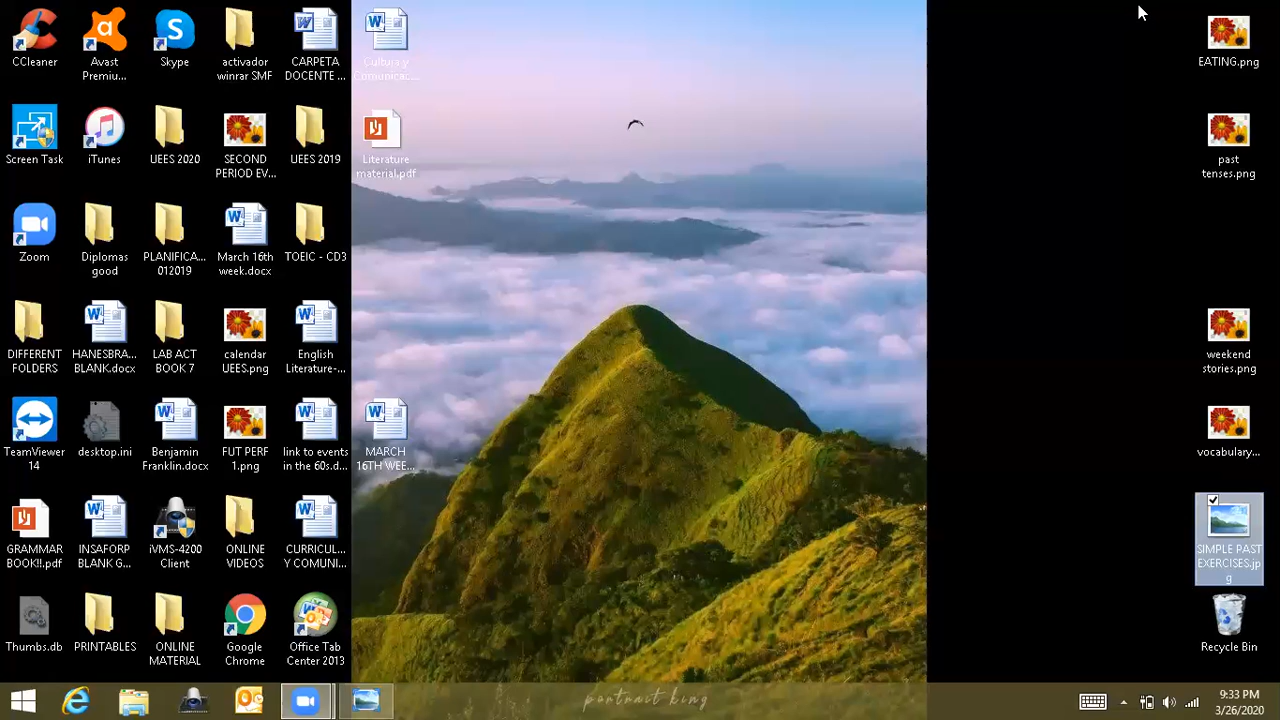 CCleaner
Avast
Premiu...
Skype
activador
winrar SMF
CARPETA
DOCENTE ...
Cultura y
Comunicac...
EATING.png
Screen Task
iTunes
UEES 2020
SECOND
PERIOD EV...
UEES 2019
Literature
material.pdf
past
tenses.png
Zoom
Diplomas
good
PLANIFICA...
012019
March 16th
week.docx
TOEIC - CD3
DIFFERENT
FOLDERS
HANESBRA...
BLANK.docx
LAB ACT
BOOK 7
calendar
UEES.png
English
Literature-...
weekend
stories.png
TeamViewer
14
desktop.ini
Benjamin
Franklin.docx
FUT PERF
1.png
link to events
in the 60s.d...
MARCH
16TH WEE...
vocabulary...
GRAMMAR
BOOK!!.pdf
INSAFORP
BLANK G...
iVMS-4200
Client
ONLINE
VIDEOS
CURRICUL...
Y COMUNI...
SIMPLE PAST
EXERCISES.jp
g
Thumbs.db
PRINTABLES
ONLINE
MATERIAL
Google
Chrome
Office Tab
Center 2013
Recycle Bin
portrait king
9:33 PM
3/26/2020